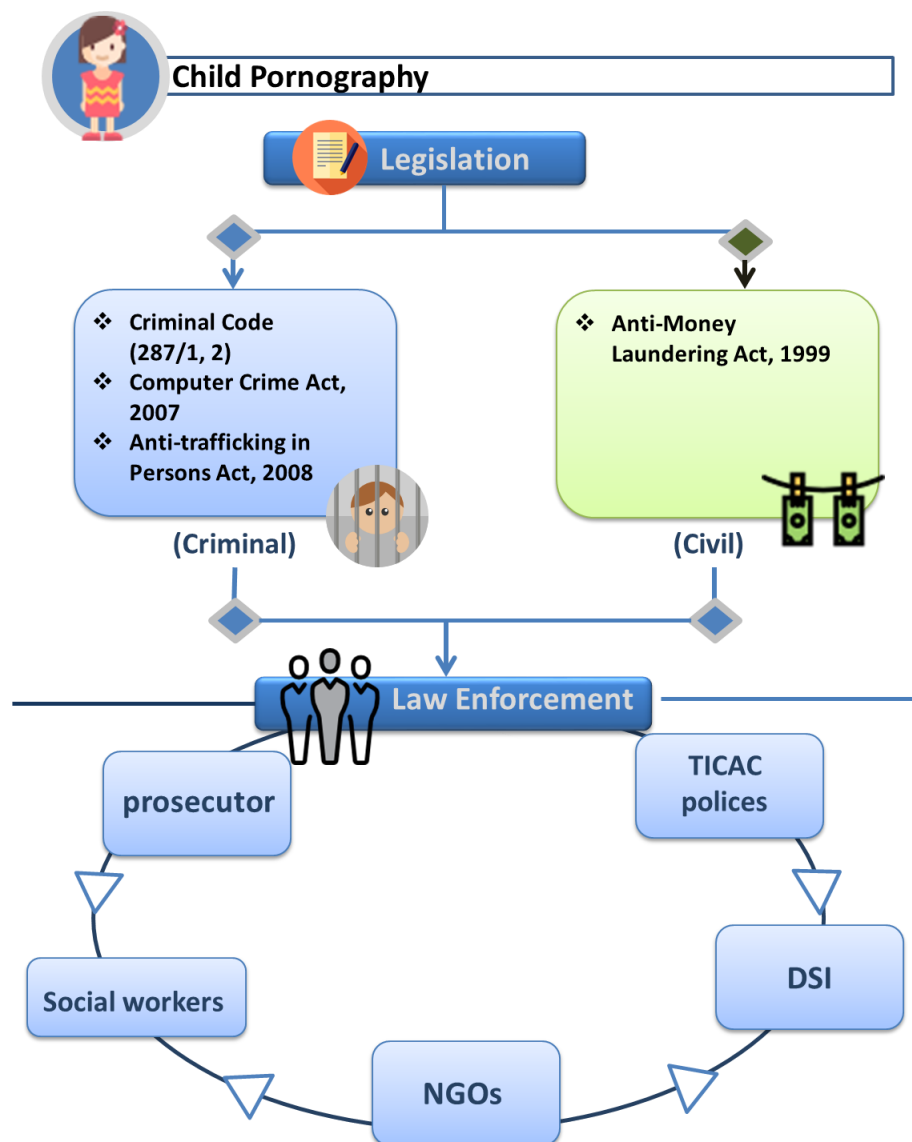 Child Pornography
Legislation
❖ Criminal Code
(287/1, 2)
❖ Computer Crime Act,
2007
❖ Anti-trafficking in
Persons Act, 2008
❖ Anti-Money
Laundering Act, 1999
(Criminal)
(Civil)
Law Enforcement
prosecutor
TICAC
polices
Social workers
DSI
NGOs